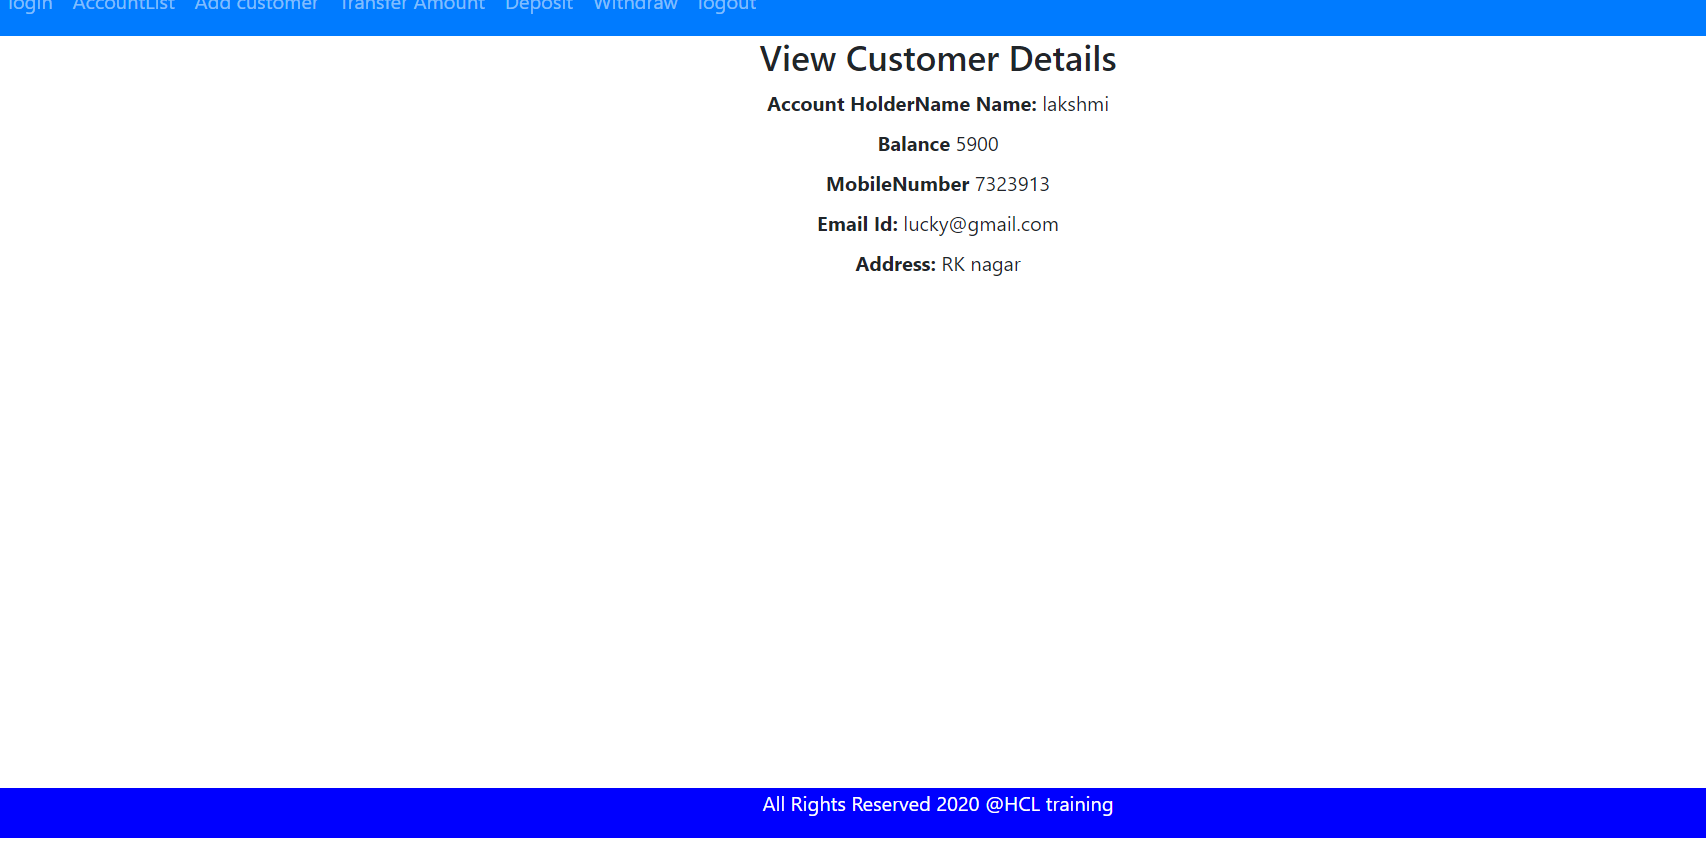 login AccountList Add customer Transfer Amount Deposit Withdraw logout
View Customer Details
Account HolderName Name: lakshmi
Balance 5900
MobileNumber 7323913
Email Id: lucky@gmail.com
Address: RK nagar
All Rights Reserved 2020 @HCL training